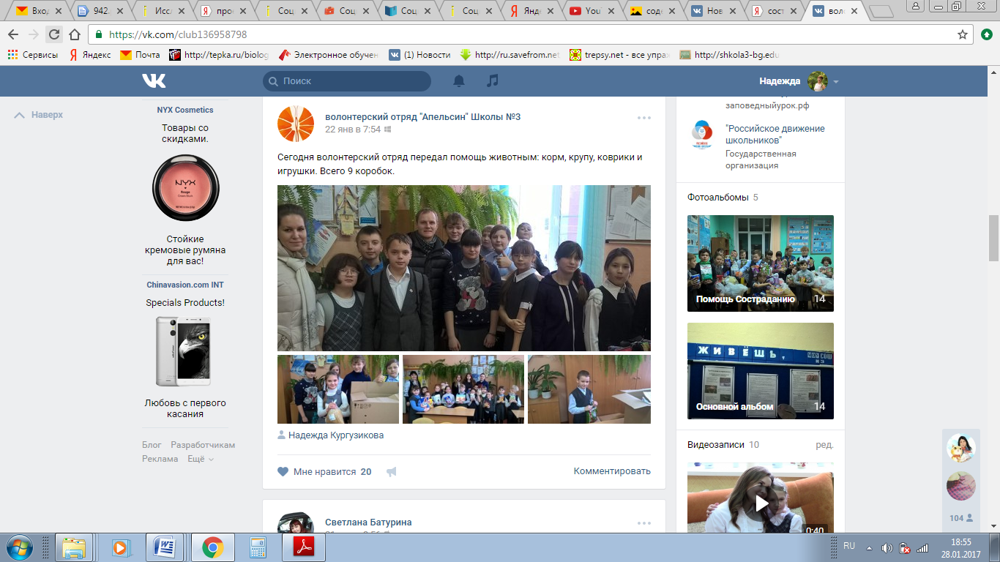 Вход
942.
Иссл
про
Соц
Соц
Соц
Соц
Янд
You
соде
Нов
сост
вол
https://vk.com/club136958798
Сервисы
Яндекс
Почта
http://tepka.ru/biolog
Электронное обучен
(1) Новости
http://ru.savefrom.net
trepsy.net - все упраж
http://shkola3-bg.edu
Поиск
Надежда
Наверх
NYX Cosmetics
Товары со
скидками.
NYX
Стойкие
кремовые румяна
для вас!
Chinavasion.com INT
Specials Products!
Любовь с первого
касания
Блог Разработчикам
Реклама Ещё
волонтерский отряд "Апельсин" Школы №3
22 янв в 7:54
Сегодня волонтерский отряд передал помощь животным: корм, крупу, коврики и
игрушки. Всего 9 коробок.
Надежда Кургузикова
Мне нравится 20
Комментировать
Светлана Батурина
заповедныйурок.рф
"Российское движение
школьников"
Государственная
организация
Фотоальбомы 5
Помощь Состраданию 14
ЖИВЁШЬ,
Основной альбом 14
Видеозаписи 10 ред.
0:40
104
RU
18:55
28.01.2017